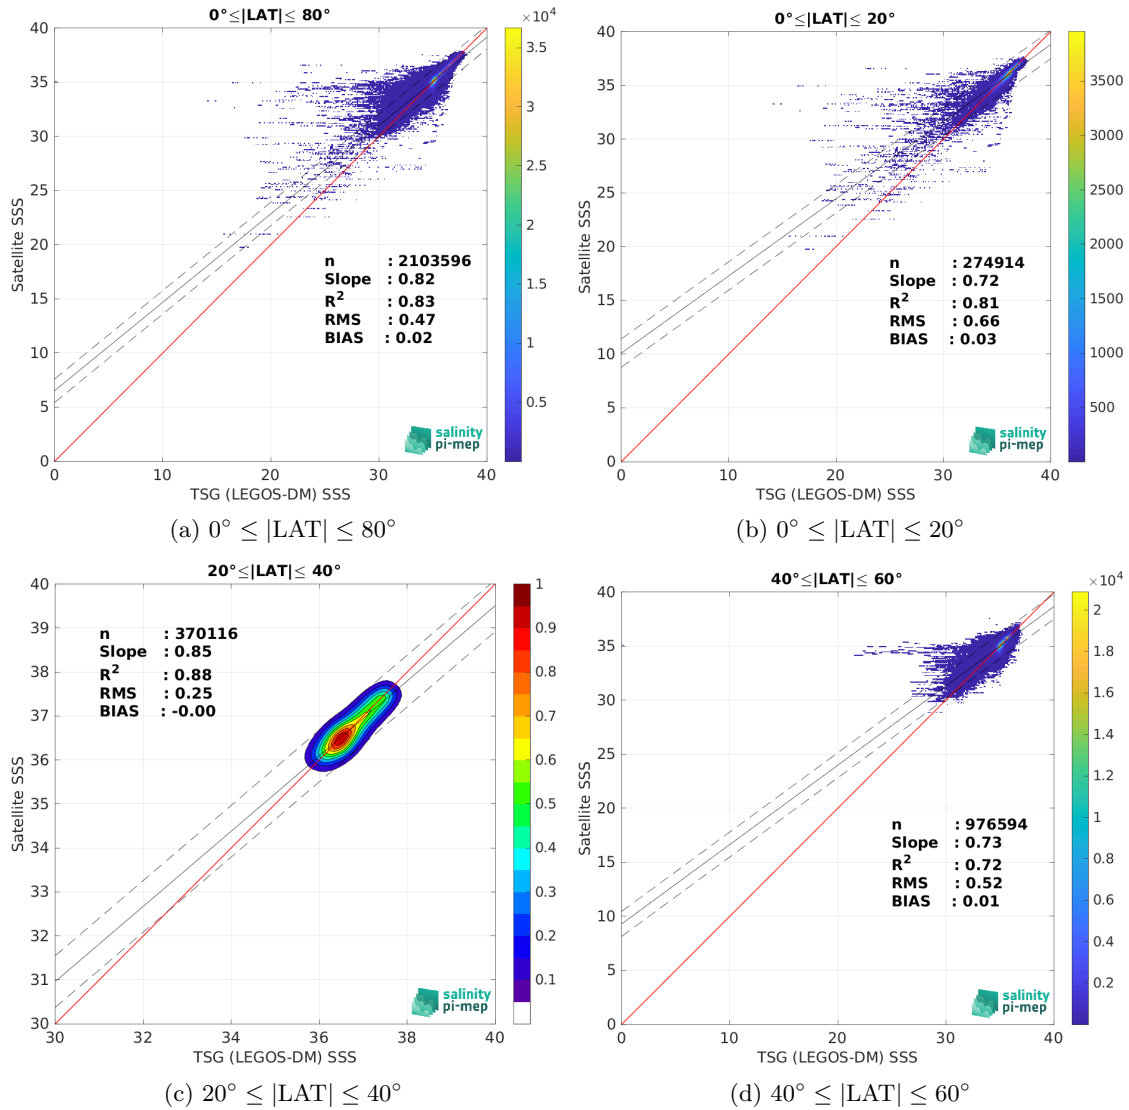 0°≤|LAT|≤ 80°
×10⁴
Satellite SSS
40
35
30
25
20
15
10
5
0
n : 2103596
Slope : 0.82
R² : 0.83
RMS : 0.47
BIAS : 0.02
salinity
pi-mep
0 10 20 30 40
TSG (LEGOS-DM) SSS
3.5
3
2.5
2
1.5
1
0.5
(a) 0° ≤ |LAT| ≤ 80°
0°≤|LAT|≤ 20°
Satellite SSS
40
35
30
25
20
15
10
5
0
n : 274914
Slope : 0.72
R² : 0.81
RMS : 0.66
BIAS : 0.03
salinity
pi-mep
0 10 20 30 40
TSG (LEGOS-DM) SSS
3500
3000
2500
2000
1500
1000
500
(b) 0° ≤ |LAT| ≤ 20°
20°≤|LAT|≤ 40°
Satellite SSS
40
39
38
37
36
35
34
33
32
31
30
n : 370116
Slope : 0.85
R² : 0.88
RMS : 0.25
BIAS : -0.00
salinity
pi-mep
30 32 34 36 38 40
TSG (LEGOS-DM) SSS
1
0.9
0.8
0.7
0.6
0.5
0.4
0.3
0.2
0.1
(c) 20° ≤ |LAT| ≤ 40°
40°≤|LAT|≤ 60°
×10⁴
Satellite SSS
40
35
30
25
20
15
10
5
0
n : 976594
Slope : 0.73
R² : 0.72
RMS : 0.52
BIAS : 0.01
salinity
pi-mep
0 10 20 30 40
TSG (LEGOS-DM) SSS
2
1.8
1.6
1.4
1.2
1
0.8
0.6
0.4
0.2
(d) 40° ≤ |LAT| ≤ 60°